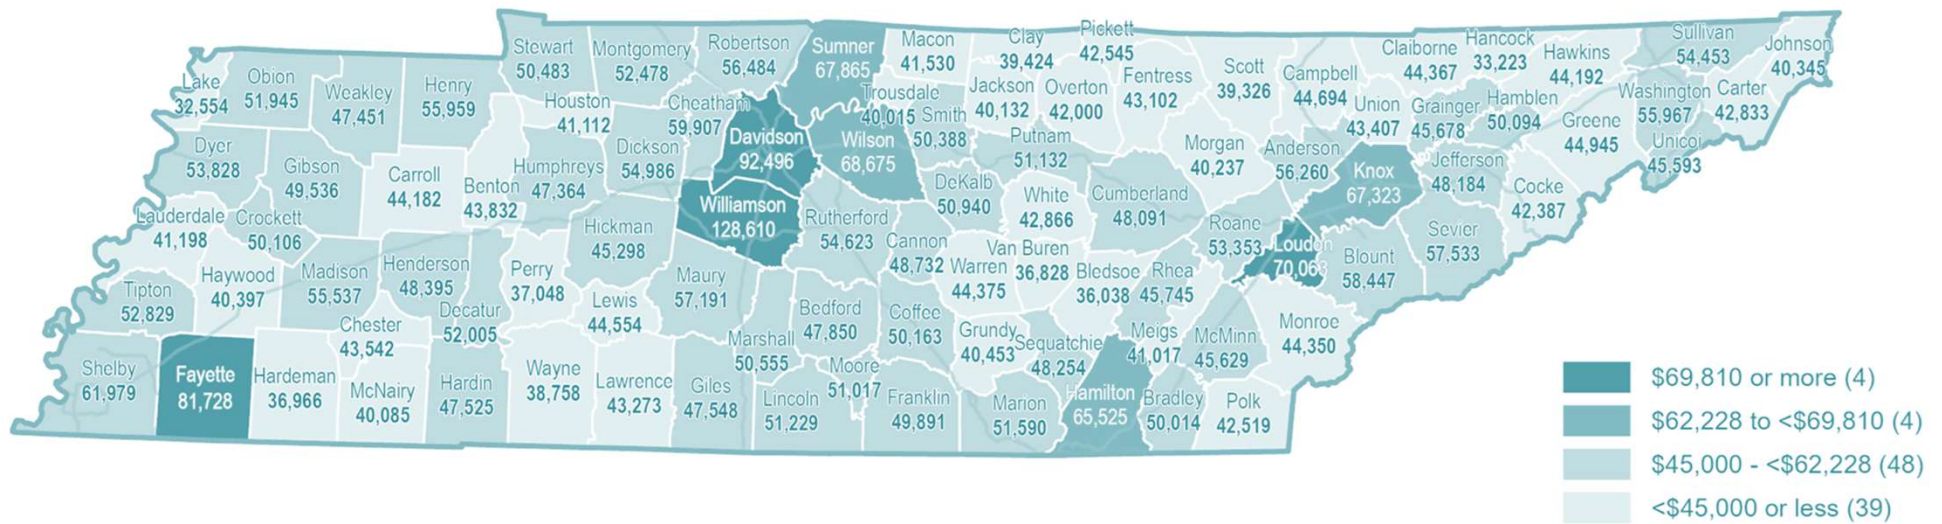 Lake
32,554
Obion
51,945
Weakley
47,451
Henry
55,959
Stewart
50,483
Montgomery
52,478
Robertson
56,484
Sumner
67,865
Macon
41,530
Clay
39,424
Pickett
42,545
Fentress
43,102
Scott
39,326
Campbell
44,694
Claiborne
44,367
Hancock
33,223
Hawkins
44,192
Sullivan
54,453
Johnson
40,345
Houston
41,112
Cheatham
59,907
Trousdale
40,015
Smith
50,388
Jackson
40,132
Overton
42,000
Union
43,407
Grainger
45,678
Hamblen
50,094
Greene
44,945
Washington
55,967
Carter
42,833
Unicoi
45,593
Dyer
53,828
Gibson
49,536
Carroll
44,182
Benton
43,832
Humphreys
47,364
Dickson
54,986
Davidson
92,496
Wilson
68,675
DeKalb
50,940
Putnam
51,132
White
42,866
Cumberland
48,091
Morgan
40,237
Anderson
56,260
Knox
67,323
Jefferson
48,184
Cocke
42,387
Lauderdale
41,198
Crockett
50,106
Hickman
45,298
Williamson
128,610
Rutherford
54,623
Cannon
48,732
Warren
44,375
Van Buren
36,828
Bledsoe
36,038
Rhea
45,745
Roane
53,353
Loudon
Blount
58,447
Sevier
57,533
Tipton
52,829
Haywood
40,397
Madison
55,537
Henderson
48,395
Decatur
52,005
Perry
37,048
Lewis
44,554
Maury
57,191
Marshall
50,555
Bedford
47,850
Coffee
50,163
Grundy
40,453
Sequatchie
48,254
Meigs
41,017
McMinn
45,629
Monroe
44,350
Shelby
61,979
Fayette
81,728
Hardeman
36,966
Chester
43,542
McNairy
40,085
Hardin
47,525
Wayne
38,758
Lawrence
43,273
Giles
47,548
Lincoln
51,229
Moore
51,017
Franklin
49,891
Marion
51,590
Hamilton
65,525
Bradley
50,014
Polk
42,519
$69,810 or more (4)
$62,228 to <$69,810 (4)
$45,000 - <$62,228 (48)
<$45,000 or less (39)